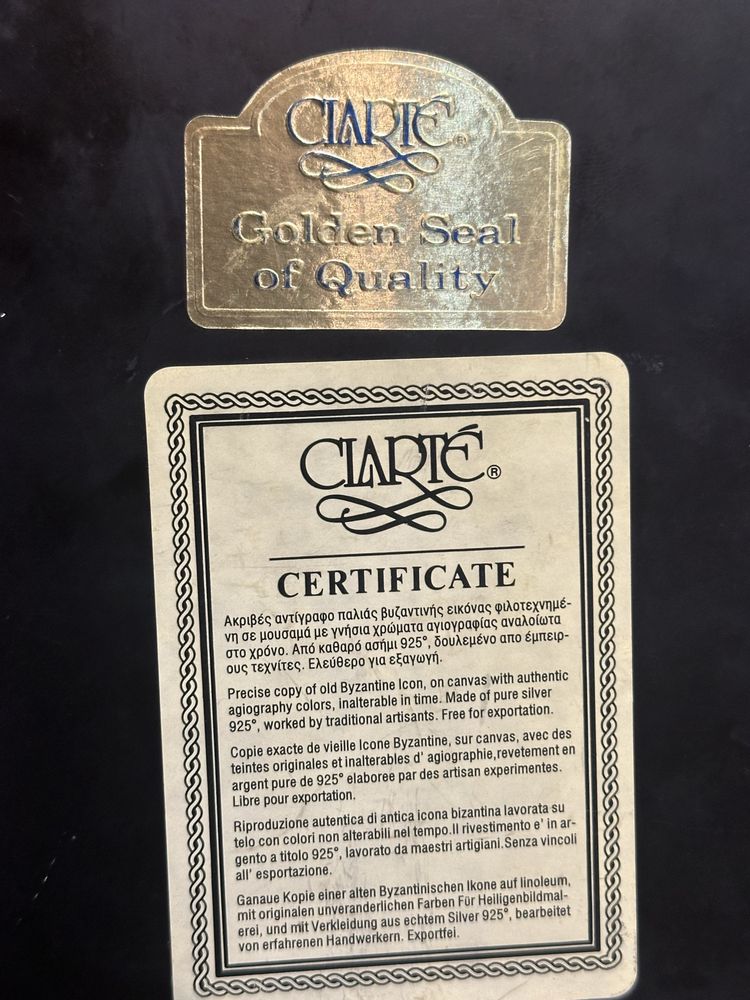 CLARTÉ®
Golden Seal
of Quality
CLARTÉ®
CERTIFICATE
Ακριβές αντίγραφο παλιάς βυζαντινής εικόνας φιλοτεχνημέ-
νη σε μουσαμά με γνήσια χρώματα αγιογραφίας αναλοίωτα
στο χρόνο. Από καθαρό ασήμι 925°, δουλεμένο απο έμπειρ-
ους τεχνίτες. Ελεύθερο για εξαγωγή.
Precise copy of old Byzantine Icon, on canvas with authentic
agiography colors, inalterable in time. Made of pure silver
925°, worked by traditional artisants. Free for exportation.
Copie exacte de vieille Icone Byzantine, sur canvas, avec des
teintes originales et inalterables d' agiographie,revetement en
argent pure de 925° elaboree par des artisan experimentes.
Libre pour exportation.
Riproduzione autentica di antica icona bizantina lavorata su
telo con colori non alterabili nel tempo.Il rivestimento e' in ar-
gento a titolo 925°, lavorato da maestri artigiani.Senza vincoli
all' esportazione.
Ganaue Kopie einer alten Byzantinischen Ikone auf linoleum,
mit originalen unveranderlichen Farben Für Heiligenbildmal-
erei, und mit Verkleidung aus echtem Silver 925°, bearbeitet
von erfahrenen Handwerkern. Exportfei.